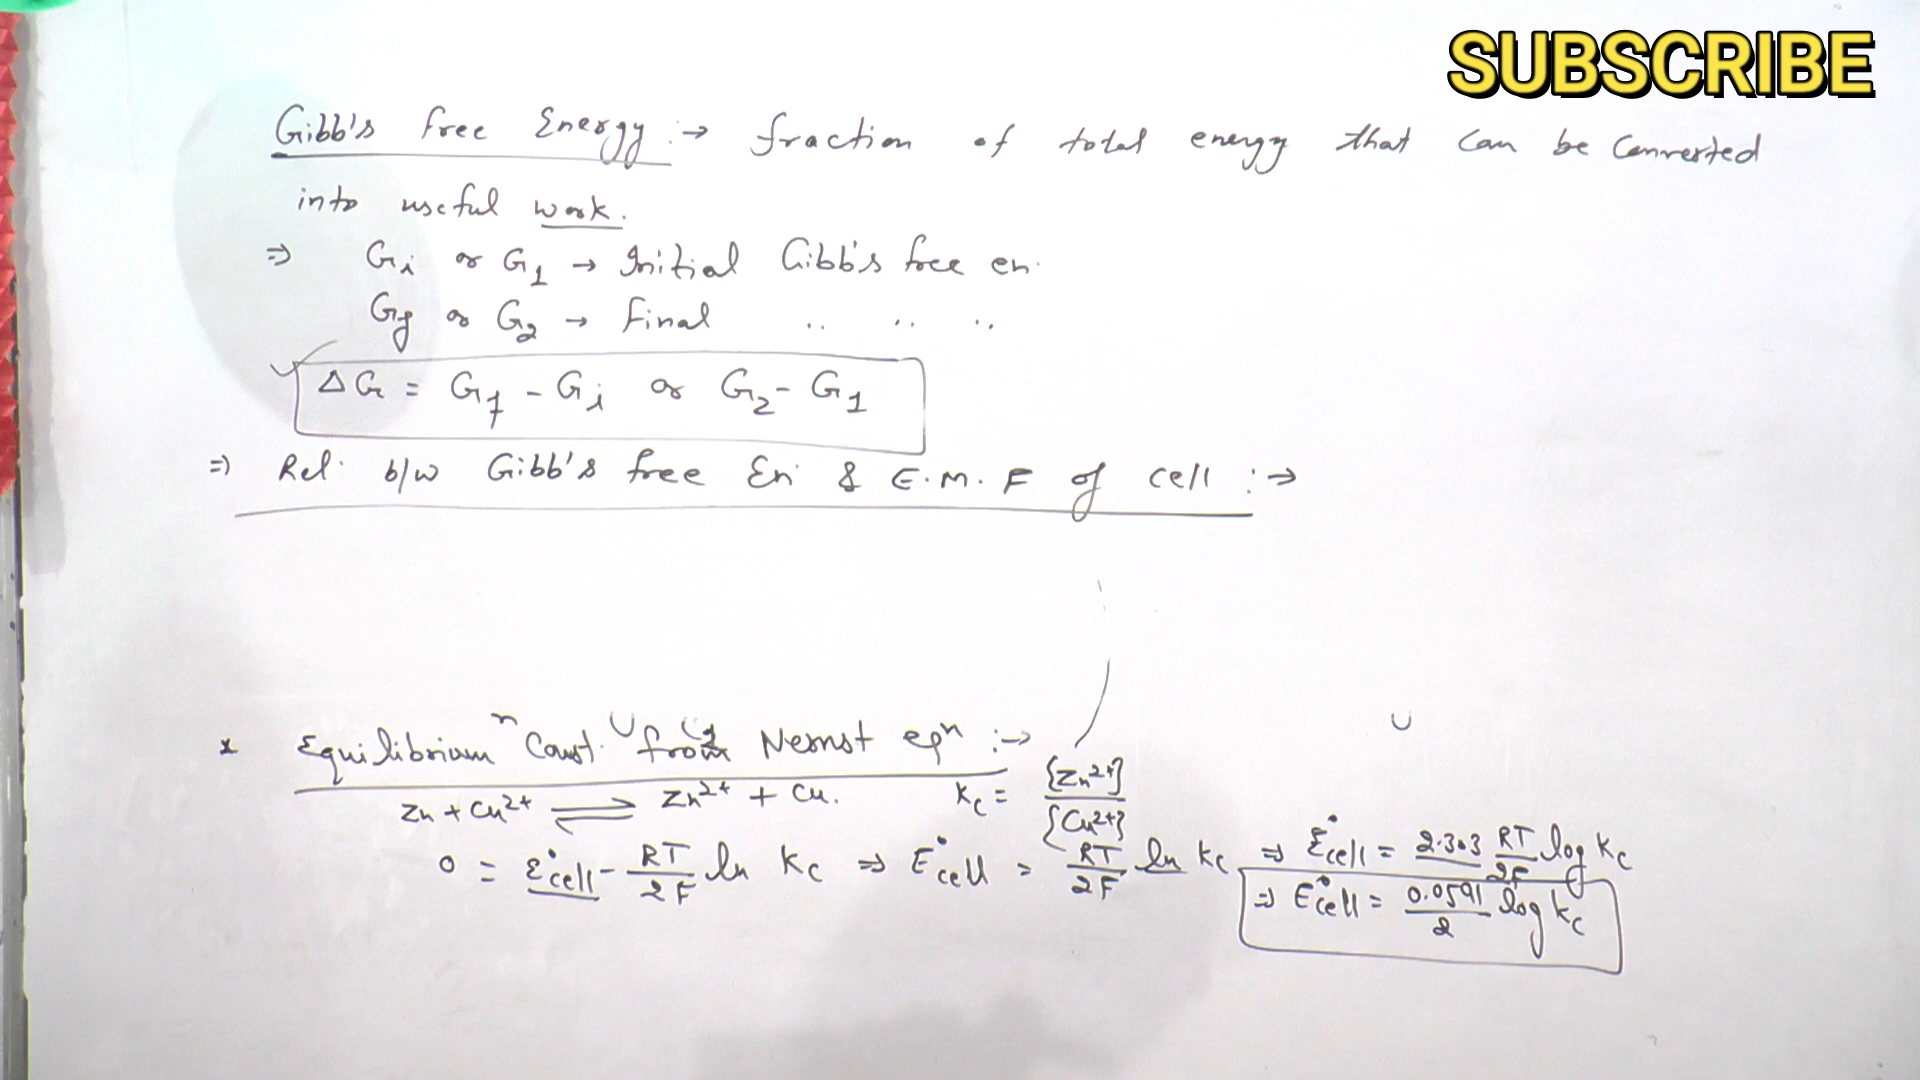 SUBSCRIBE
Gibb's free Energy :→ fraction of total energy that can be converted
into useful work.
⇒ Gi or G1 → Initial Gibb's free en.
Gf or G2 → final .. .. ..
ΔG = Gf - Gi or G2 - G1
⇒ Rel. b/w Gibb's free En & E.M.F of cell :→
* Equilibrium Const. from Nernst eqⁿ :→
Zn + Cu²⁺ ⇌ Zn²⁺ + Cu. Kc = [Zn²⁺] / [Cu²⁺]
0 = E°cell - RT/2F ln Kc ⇒ E°cell = RT/2F ln Kc ⇒ E°cell = 2.303 RT/2F log Kc
⇒ E°cell = 0.0591/2 log Kc